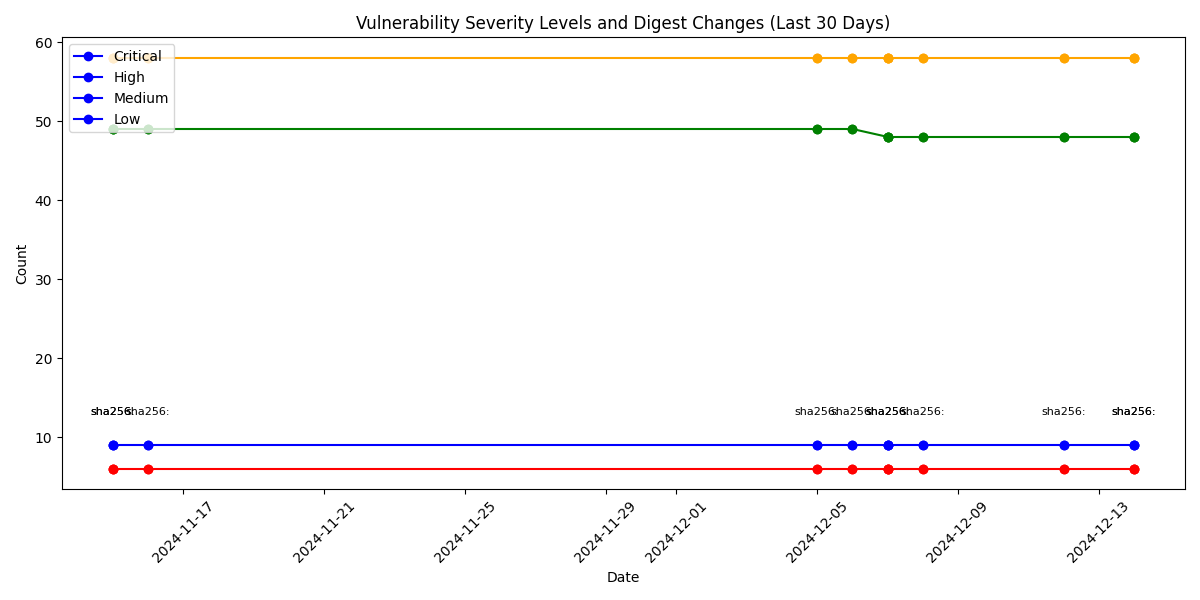 Vulnerability Severity Levels and Digest Changes (Last 30 Days)
60
50
40
30
20
10
Count
Critical
High
Medium
Low
sha256:
sha256:
sha256:
sha256:
sha256:
sha256:
sha256:
sha256:
2024-11-17
2024-11-21
2024-11-25
2024-11-29
2024-12-01
2024-12-05
2024-12-09
2024-12-13
Date